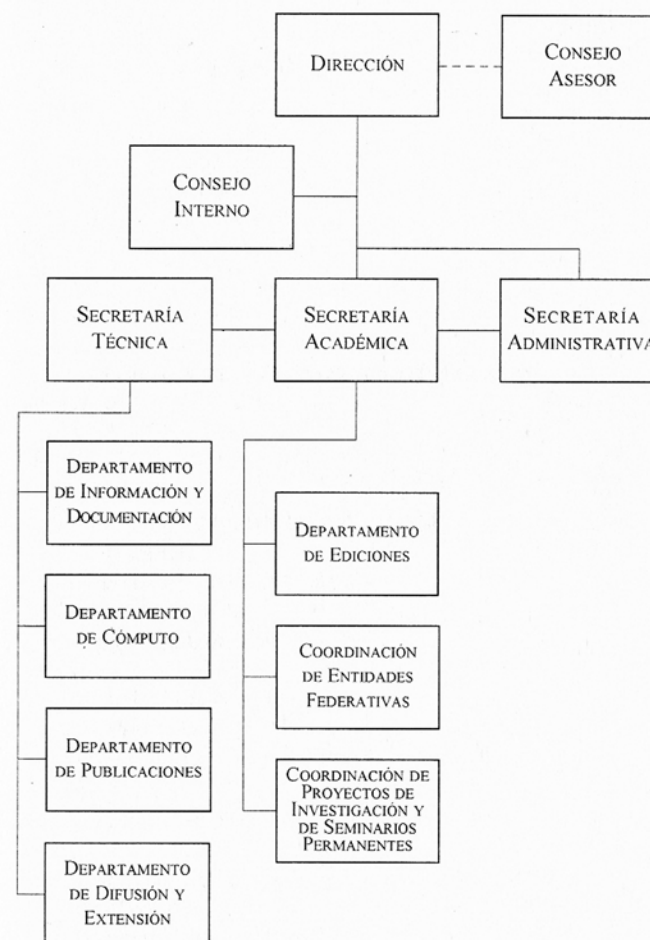 DIRECCIÓN
CONSEJO
ASESOR
CONSEJO
INTERNO
SECRETARÍA
TÉCNICA
SECRETARÍA
ACADÉMICA
SECRETARÍA
ADMINISTRATIVA
DEPARTAMENTO
DE INFORMACIÓN Y
DOCUMENTACIÓN
DEPARTAMENTO
DE CÓMPUTO
DEPARTAMENTO
DE PUBLICACIONES
DEPARTAMENTO
DE DIFUSIÓN Y
EXTENSIÓN
DEPARTAMENTO
DE EDICIONES
COORDINACIÓN
DE ENTIDADES
FEDERATIVAS
COORDINACIÓN DE
PROYECTOS DE
INVESTIGACIÓN Y
DE SEMINARIOS
PERMANENTES